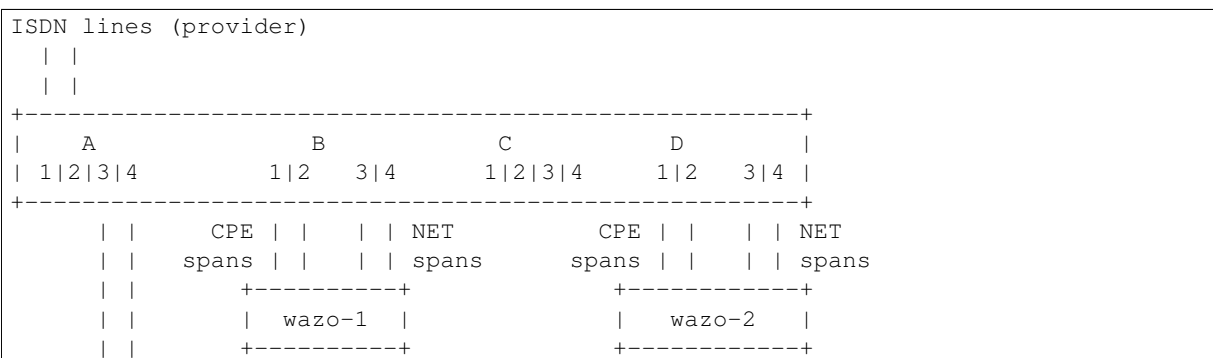 ISDN lines (provider)
  | |
  | |
+------------------------------------------------------+
|    A               B            C           D        |
| 1|2|3|4         1|2   3|4      1|2|3|4     1|2   3|4 |
+------------------------------------------------------+
      | |     CPE | |   | | NET          CPE | |   | | NET
      | |   spans | |   | | spans      spans | |   | | spans
      | |       +----------+              +------------+
      | |       |  wazo-1  |              |   wazo-2   |
      | |       +----------+              +------------+